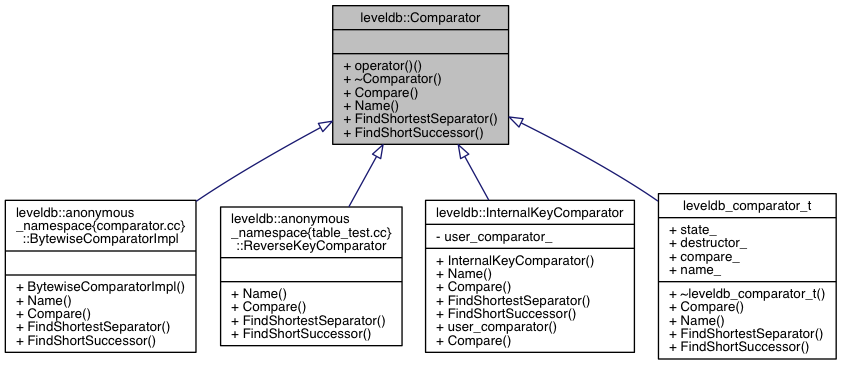 leveldb::Comparator
+ operator()()
+ ~Comparator()
+ Compare()
+ Name()
+ FindShortestSeparator()
+ FindShortSuccessor()
leveldb::anonymous
_namespace{comparator.cc}
::BytewiseComparatorImpl
+ BytewiseComparatorImpl()
+ Name()
+ Compare()
+ FindShortestSeparator()
+ FindShortSuccessor()
leveldb::anonymous
_namespace{table_test.cc}
::ReverseKeyComparator
+ Name()
+ Compare()
+ FindShortestSeparator()
+ FindShortSuccessor()
leveldb::InternalKeyComparator
- user_comparator_
+ InternalKeyComparator()
+ Name()
+ Compare()
+ FindShortestSeparator()
+ FindShortSuccessor()
+ user_comparator()
+ Compare()
leveldb_comparator_t
+ state_
+ destructor_
+ compare_
+ name_
+ ~leveldb_comparator_t()
+ Compare()
+ Name()
+ FindShortestSeparator()
+ FindShortSuccessor()